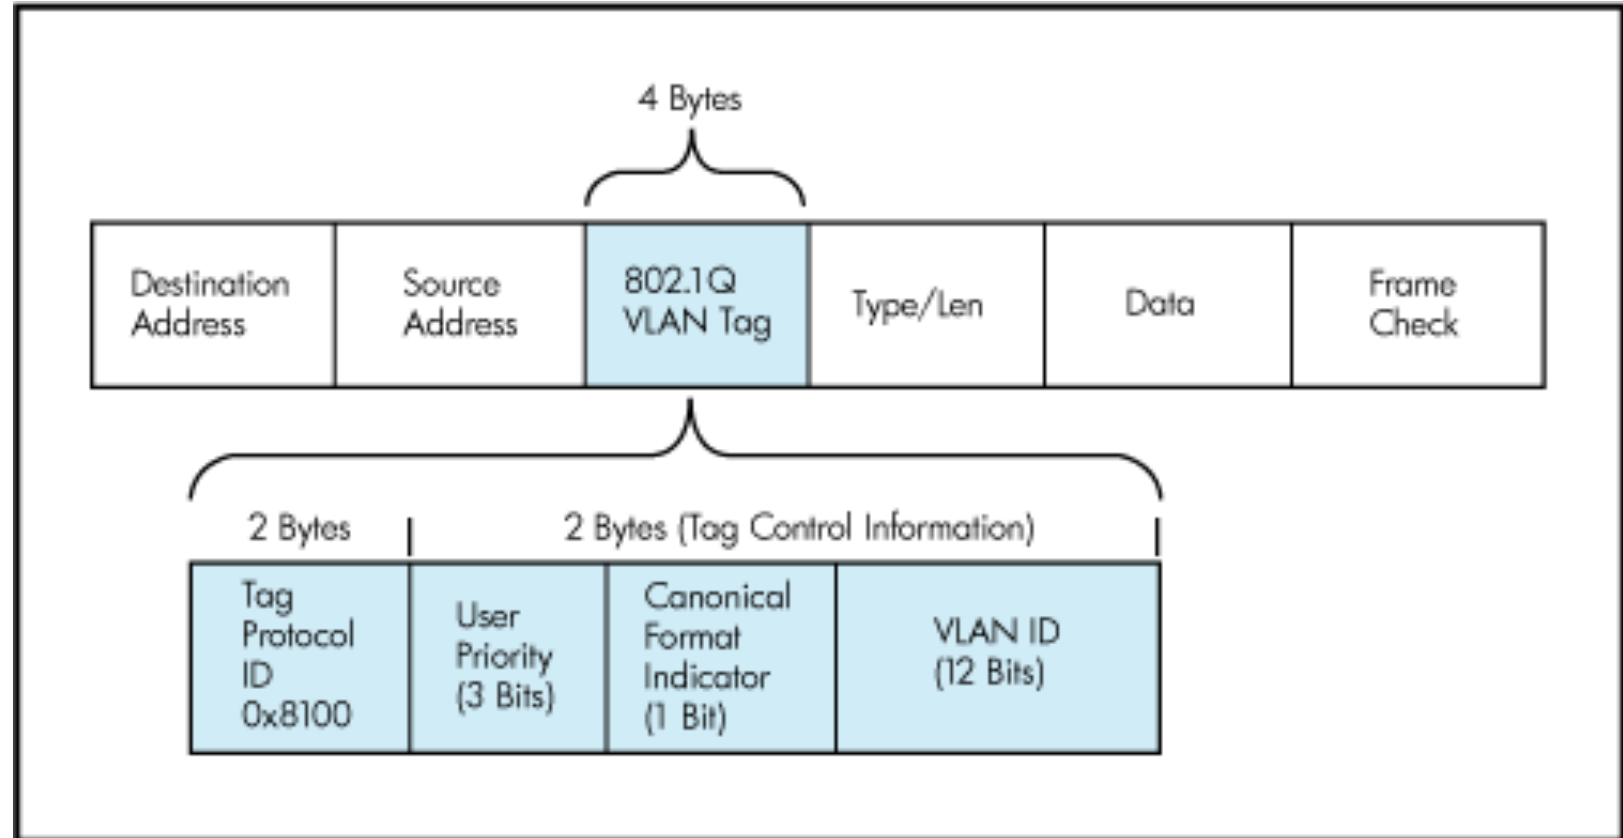 4 Bytes
Destination
Address
Source
Address
802.1Q
VLAN Tag
Type/Len
Data
Frame
Check
2 Bytes
2 Bytes (Tag Control Information)
Tag
Protocol
ID
0x8100
User
Priority
(3 Bits)
Canonical
Format
Indicator
(1 Bit)
VLAN ID
(12 Bits)